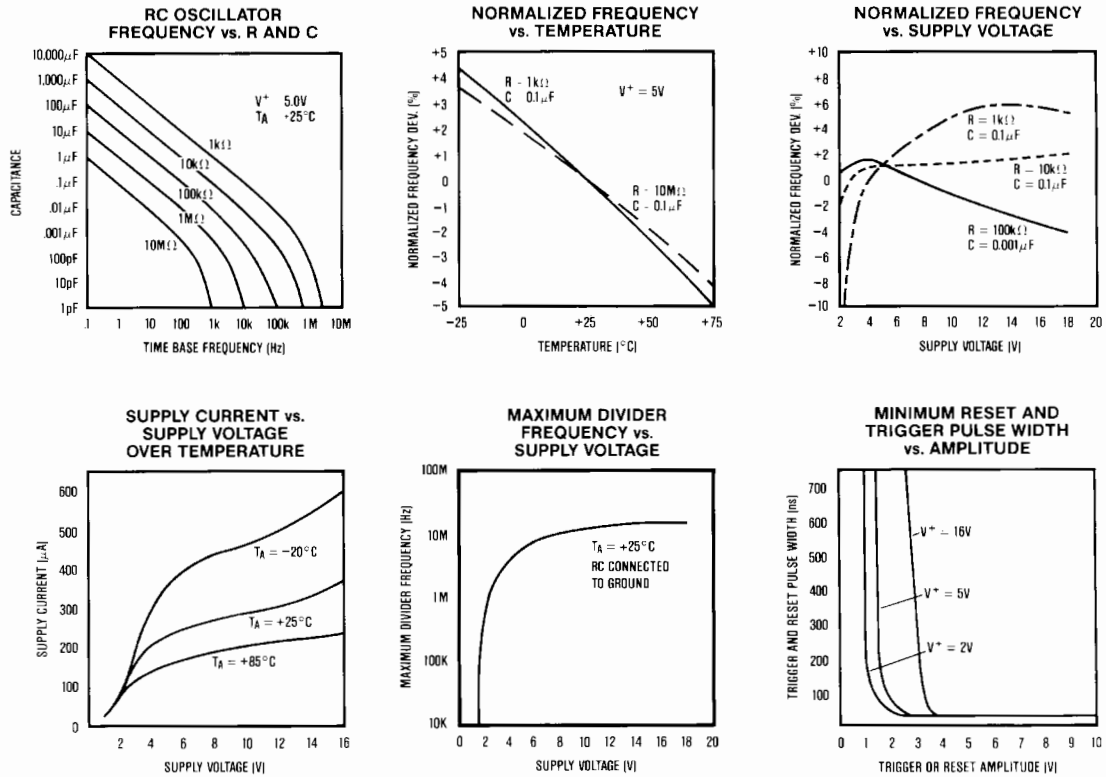 RC OSCILLATOR
FREQUENCY vs. R AND C
10,000μF
1,000μF
100μF
10μF
1μF
.1μF
.01μF
.001μF
100pF
10pF
1pF
CAPACITANCE
V+ 5.0V
TA +25°C
1kΩ
10kΩ
100kΩ
1MΩ
10MΩ
.1 1 10 100 1k 10k 100k 1M 10M
TIME BASE FREQUENCY (Hz)
NORMALIZED FREQUENCY
vs. TEMPERATURE
+5
+4
+3
+2
+1
0
−1
−2
−3
−4
−5
NORMALIZED FREQUENCY DEV. (%)
R - 1kΩ
C 0.1μF
V+ = 5V
R - 10MΩ
C - 0.1μF
−25 0 +25 +50 +75
TEMPERATURE (°C)
NORMALIZED FREQUENCY
vs. SUPPLY VOLTAGE
+10
+8
+6
+4
+2
0
−2
−4
−6
−8
−10
NORMALIZED FREQUENCY DEV. (%)
R = 1kΩ
C = 0.1μF
R = 10kΩ
C = 0.1μF
R = 100kΩ
C = 0.001μF
2 4 6 8 10 12 14 16 18 20
SUPPLY VOLTAGE (V)
SUPPLY CURRENT vs.
SUPPLY VOLTAGE
OVER TEMPERATURE
600
500
400
300
200
100
0
SUPPLY CURRENT (μA)
TA = −20°C
TA = +25°C
TA = +85°C
2 4 6 8 10 12 14 16
SUPPLY VOLTAGE (V)
MAXIMUM DIVIDER
FREQUENCY vs.
SUPPLY VOLTAGE
100M
10M
1M
100K
10K
MAXIMUM DIVIDER FREQUENCY (Hz)
TA = +25°C
RC CONNECTED
TO GROUND
0 2 4 6 8 10 12 14 16 18 20
SUPPLY VOLTAGE (V)
MINIMUM RESET AND
TRIGGER PULSE WIDTH
vs. AMPLITUDE
700
600
500
400
300
200
100
TRIGGER AND RESET PULSE WIDTH (ns)
V+ = 16V
V+ = 5V
V+ = 2V
0 1 2 3 4 5 6 7 8 9 10
TRIGGER OR RESET AMPLITUDE (V)